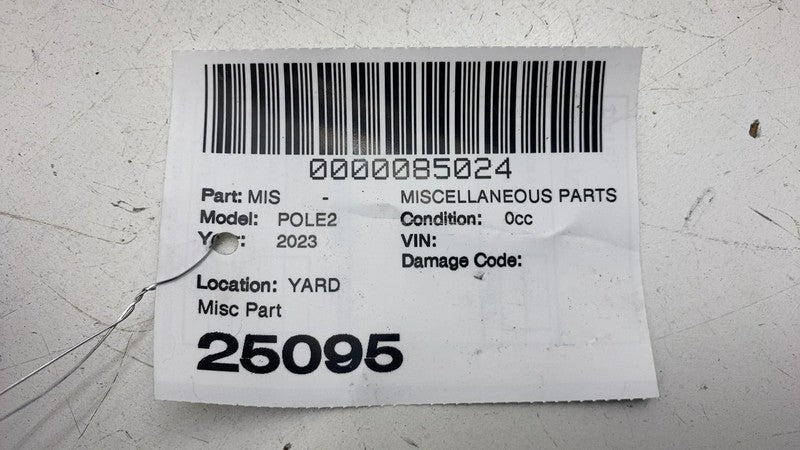 0000085024
Part: MIS - MISCELLANEOUS PARTS
Model: POLE2 Condition: 0cc
2023 VIN:
Damage Code:
Location: YARD
Misc Part
25095